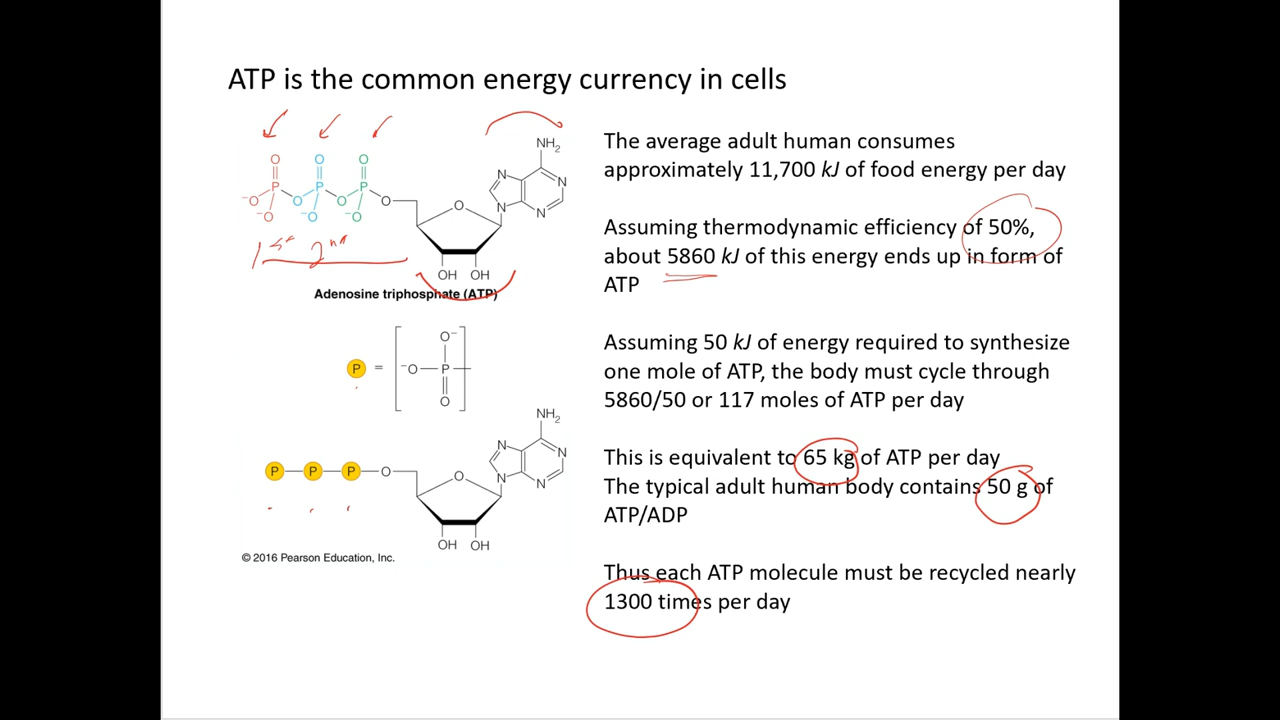 ATP is the common energy currency in cells
NH₂
O O O
P P P
⁻O O O O
⁻O ⁻O ⁻O
N N
N N
O
1st 2nd
OH OH
Adenosine triphosphate (ATP)
P = O⁻
⁻O P
O
NH₂
N N
N N
P P P O
O
OH OH
© 2016 Pearson Education, Inc.
The average adult human consumes
approximately 11,700 kJ of food energy per day
Assuming thermodynamic efficiency of 50%,
about 5860 kJ of this energy ends up in form of
ATP
Assuming 50 kJ of energy required to synthesize
one mole of ATP, the body must cycle through
5860/50 or 117 moles of ATP per day
This is equivalent to 65 kg of ATP per day
The typical adult human body contains 50 g of
ATP/ADP
Thus each ATP molecule must be recycled nearly
1300 times per day